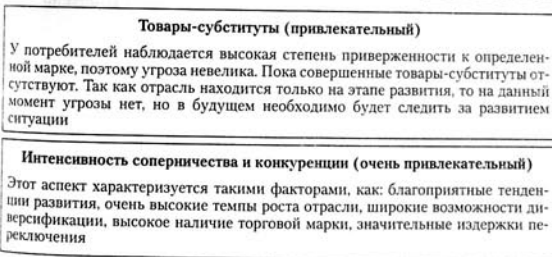 Товары-субституты (привлекательный)
У потребителей наблюдается высокая степень приверженности к определен-
ной марке, поэтому угроза невелика. Пока совершенные товары-субституты от-
сутствуют. Так как отрасль находится только на этапе развития, то на данный
момент угрозы нет, но в будущем необходимо будет следить за развитием
ситуации
Интенсивность соперничества и конкуренции (очень привлекательный)
Этот аспект характеризуется такими факторами, как: благоприятные тенден-
ции развития, очень высокие темпы роста отрасли, широкие возможности ди-
версификации, высокое наличие торговой марки, значительные издержки пе-
реключения